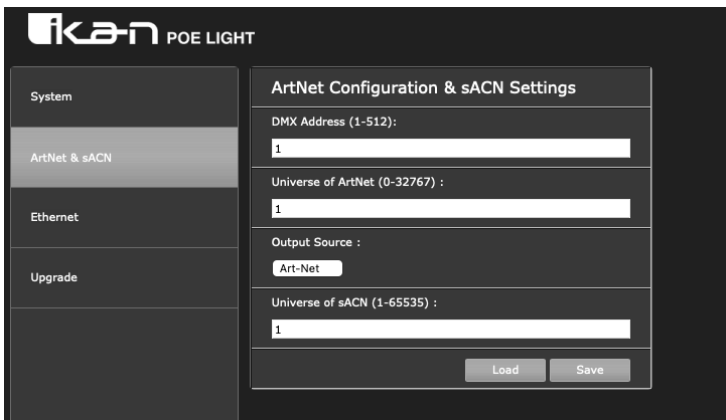 ikan POE LIGHT
System
ArtNet & sACN
Ethernet
Upgrade
ArtNet Configuration & sACN Settings
DMX Address (1-512):
1
Universe of ArtNet (0-32767) :
1
Output Source :
Art-Net
Universe of sACN (1-65535) :
1
Load Save